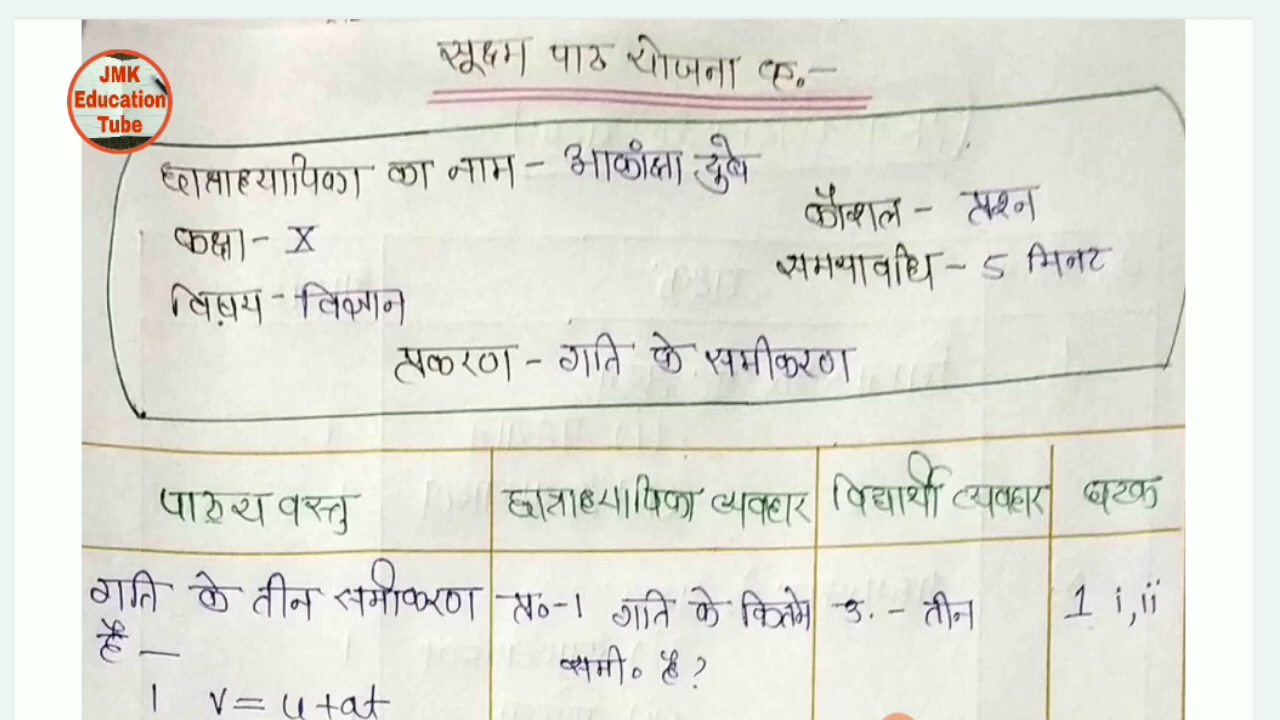 JMK
Education
Tube
सूक्ष्म पाठ योजना क्र.-
छात्राध्यापिका का नाम - आकांक्षा दुबे
कौशल - प्रश्न
कक्षा - X
समयावधि - 5 मिनट
विषय - विज्ञान
प्रकरण - गति के समीकरण
पाठ्य वस्तु छात्राध्यापिका व्यवहार विद्यार्थी व्यवहार घटक
गति के तीन समीकरण प्र०-1 गति के कितने उ. - तीन 1 i, ii
हैं — समी० है?
1 v = u + at